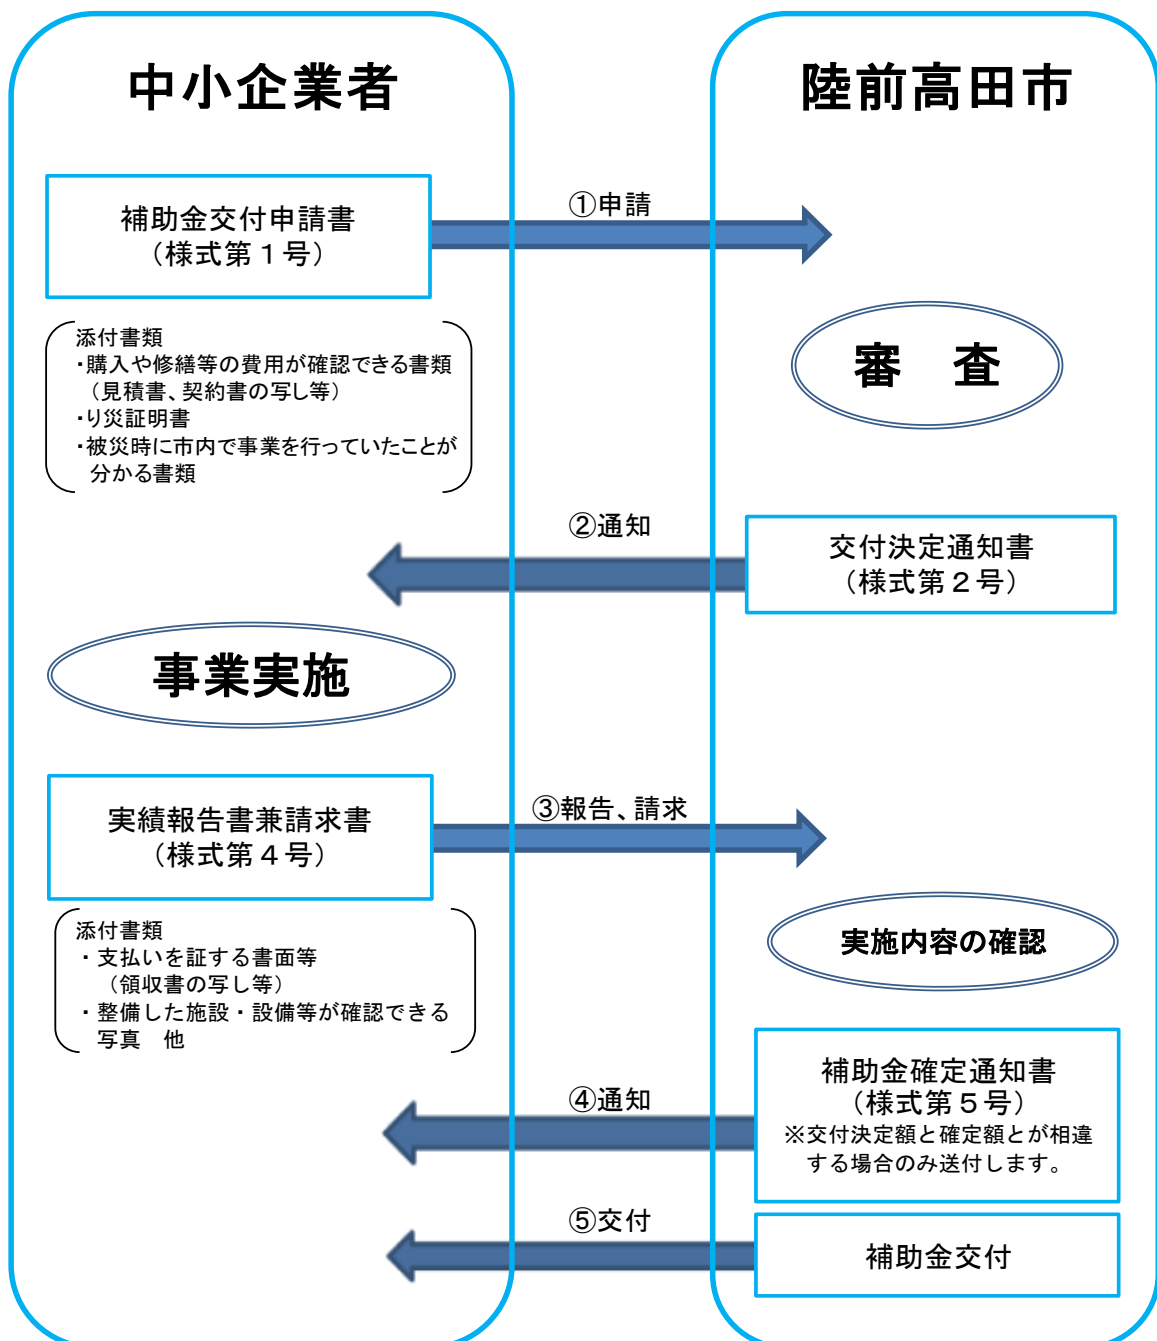 中小企業者
陸前高田市
補助金交付申請書
（様式第１号）
①申請
添付書類
・購入や修繕等の費用が確認できる書類
（見積書、契約書の写し等）
・り災証明書
・被災時に市内で事業を行っていたことが
分かる書類
審　査
②通知
交付決定通知書
（様式第２号）
事業実施
実績報告書兼請求書
（様式第４号）
③報告、請求
添付書類
・支払いを証する書面等
（領収書の写し等）
・整備した施設・設備等が確認できる
写真　他
実施内容の確認
④通知
補助金確定通知書
（様式第５号）
※交付決定額と確定額とが相違
する場合のみ送付します。
⑤交付
補助金交付